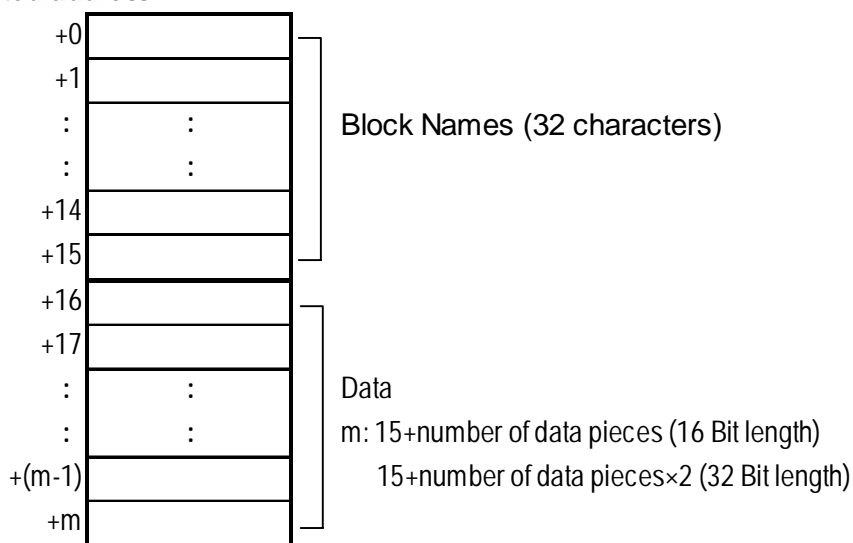 +0
+1
: :
Block Names (32 characters)
: :
+14
+15
+16
+17
: : Data
: : m: 15+number of data pieces (16 Bit length)
+(m-1) 15+number of data pieces×2 (32 Bit length)
+m